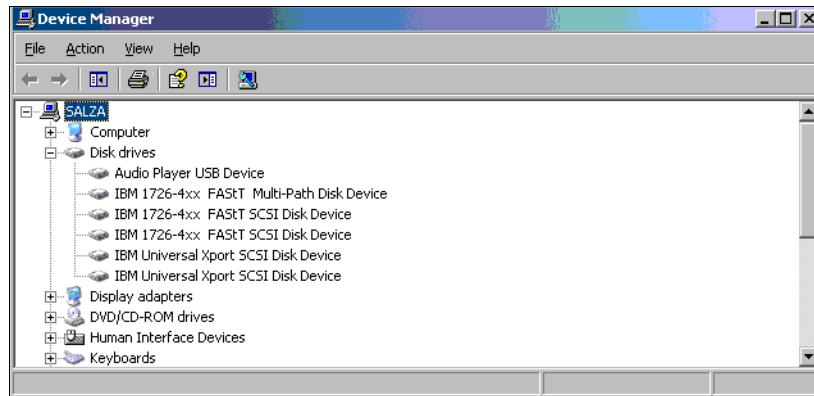 Device Manager
File Action View Help
SALZA
Computer
Disk drives
Audio Player USB Device
IBM 1726-4xx FAStT Multi-Path Disk Device
IBM 1726-4xx FAStT SCSI Disk Device
IBM 1726-4xx FAStT SCSI Disk Device
IBM Universal Xport SCSI Disk Device
IBM Universal Xport SCSI Disk Device
Display adapters
DVD/CD-ROM drives
Human Interface Devices
Keyboards